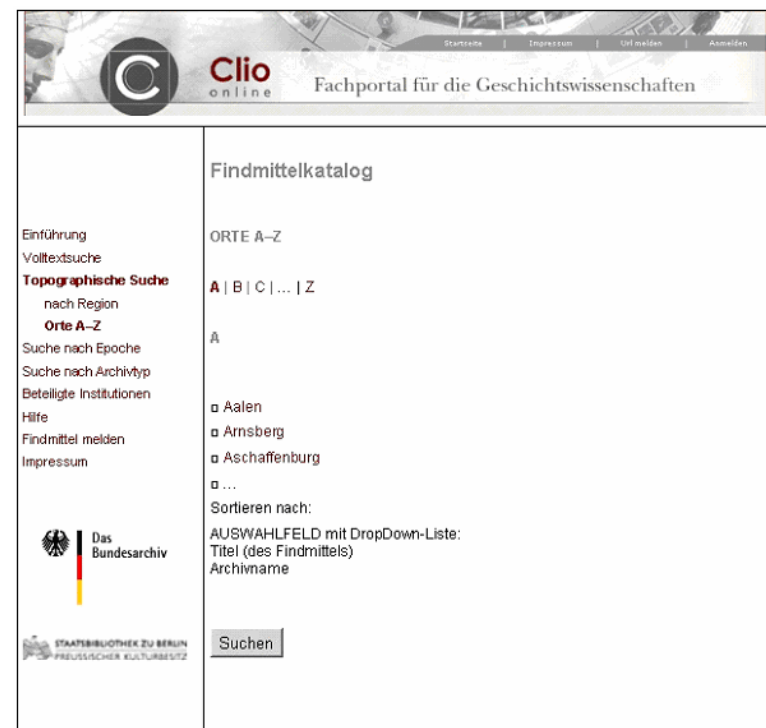 Startseite | Impressum | Url melden | Anmelden
C
Clio
online
Fachportal für die Geschichtswissenschaften
Findmittelkatalog
Einführung
Volltextsuche
Topographische Suche
nach Region
Orte A–Z
Suche nach Epoche
Suche nach Archivtyp
Beteiligte Institutionen
Hilfe
Findmittel melden
Impressum
Das
Bundesarchiv
STAATSBIBLIOTHEK ZU BERLIN
PREUSSISCHER KULTURBESITZ
ORTE A–Z
A | B | C | ... | Z
A
Aalen
Arnsberg
Aschaffenburg
...
Sortieren nach:
AUSWAHLFELD mit DropDown-Liste:
Titel (des Findmittels)
Archivname
Suchen